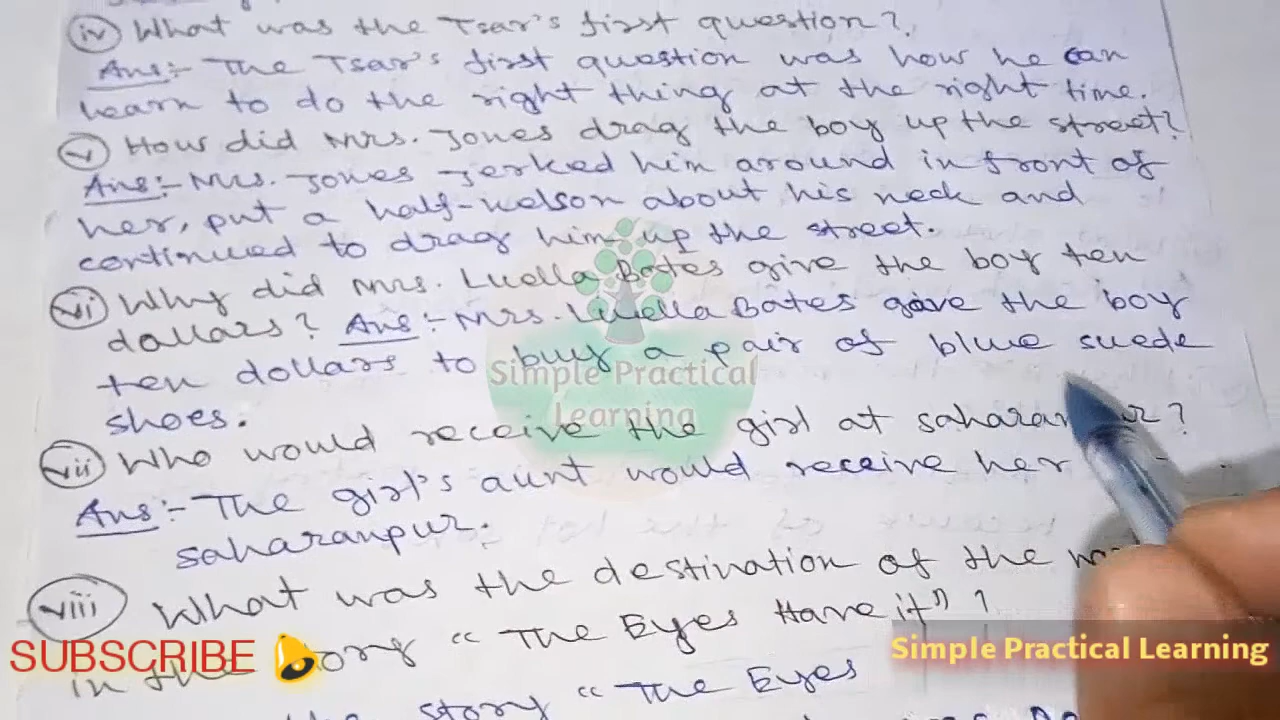 iv) What was the Tsar's first question?
Ans:- The Tsar's first question was how he can
learn to do the right thing at the right time.
v) How did Mrs. Jones drag the boy up the street?
Ans:- Mrs. Jones Jerked him around in front of
her, put a half-nelson about his neck and
continued to drag him up the street.
vi) Why did Mrs. Luella Bates give the boy ten
dollars? Ans:- Mrs. Luella Bates gave the boy
ten dollars to buy a pair of blue suede
shoes.
Simple Practical
Learning
vii) Who would receive the girl at saharanpur?
Ans:- The girl's aunt would receive her
saharanpur.
viii) What was the destination of the
in the story "The Eyes Have it"?
SUBSCRIBE
Simple Practical Learning
the story "The Eyes